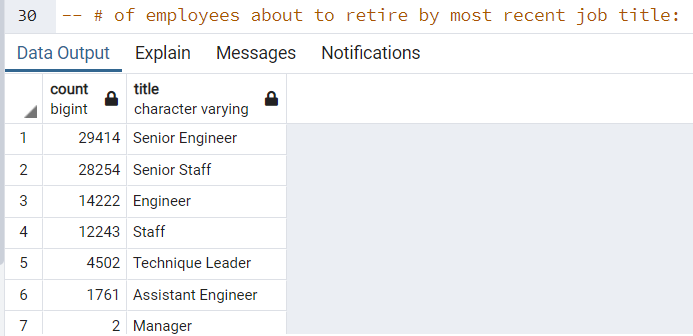 30 -- # of employees about to retire by most recent job title:
Data Output Explain Messages Notifications
count title
bigint character varying
1 29414 Senior Engineer
2 28254 Senior Staff
3 14222 Engineer
4 12243 Staff
5 4502 Technique Leader
6 1761 Assistant Engineer
7 2 Manager